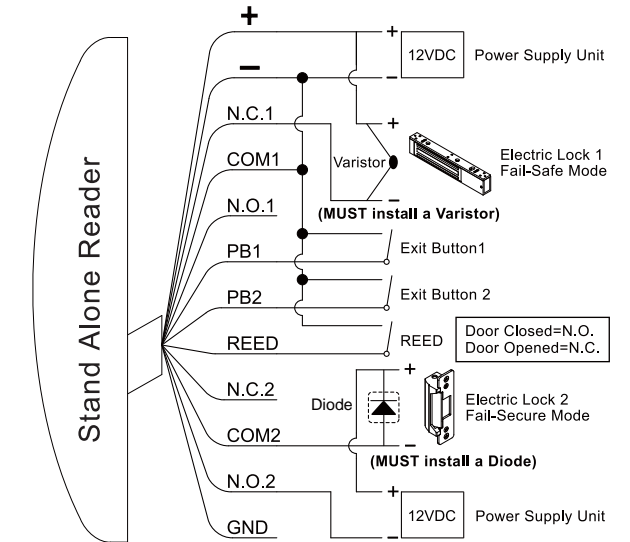 Stand Alone Reader
+
−
N.C.1
COM1
N.O.1
PB1
PB2
REED
N.C.2
COM2
N.O.2
GND
+
12VDC
−
Power Supply Unit
+
Varistor
−
Electric Lock 1
Fail-Safe Mode
(MUST install a Varistor)
Exit Button1
Exit Button 2
REED
Door Closed=N.O.
Door Opened=N.C.
+
Diode
−
Electric Lock 2
Fail-Secure Mode
(MUST install a Diode)
+
12VDC
−
Power Supply Unit